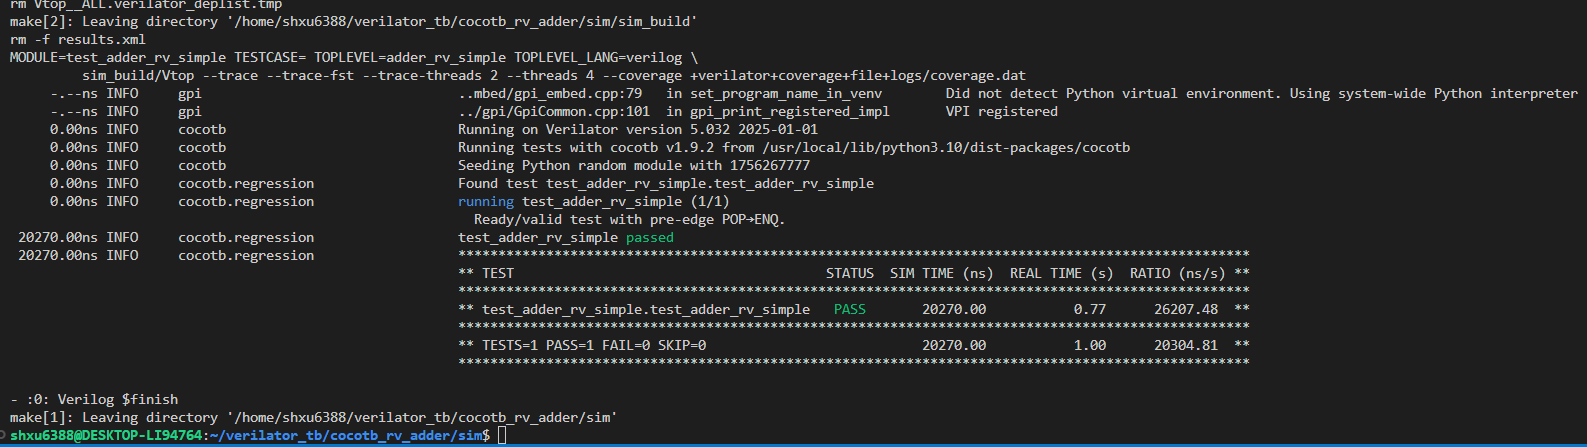 rm Vtop__ALL.verilator_deplist.tmp
make[2]: Leaving directory '/home/shxu6388/verilator_tb/cocotb_rv_adder/sim/sim_build'
rm -f results.xml
MODULE=test_adder_rv_simple TESTCASE= TOPLEVEL=adder_rv_simple TOPLEVEL_LANG=verilog \
sim_build/Vtop --trace --trace-fst --trace-threads 2 --threads 4 --coverage +verilator+coverage+file+logs/coverage.dat
-.--ns INFO gpi ..mbed/gpi_embed.cpp:79 in set_program_name_in_venv Did not detect Python virtual environment. Using system-wide Python interpreter
-.--ns INFO gpi ../gpi/GpiCommon.cpp:101 in gpi_print_registered_impl VPI registered
0.00ns INFO cocotb Running on Verilator version 5.032 2025-01-01
0.00ns INFO cocotb Running tests with cocotb v1.9.2 from /usr/local/lib/python3.10/dist-packages/cocotb
0.00ns INFO cocotb Seeding Python random module with 1756267777
0.00ns INFO cocotb.regression Found test test_adder_rv_simple.test_adder_rv_simple
0.00ns INFO cocotb.regression running test_adder_rv_simple (1/1)
Ready/valid test with pre-edge POP→ENQ.
20270.00ns INFO cocotb.regression test_adder_rv_simple passed
20270.00ns INFO cocotb.regression ***************************************************************************************************
** TEST STATUS SIM TIME (ns) REAL TIME (s) RATIO (ns/s) **
***************************************************************************************************
** test_adder_rv_simple.test_adder_rv_simple PASS 20270.00 0.77 26207.48 **
***************************************************************************************************
** TESTS=1 PASS=1 FAIL=0 SKIP=0 20270.00 1.00 20304.81 **
***************************************************************************************************
- :0: Verilog $finish
make[1]: Leaving directory '/home/shxu6388/verilator_tb/cocotb_rv_adder/sim'
shxu6388@DESKTOP-LI94764:~/verilator_tb/cocotb_rv_adder/sim$